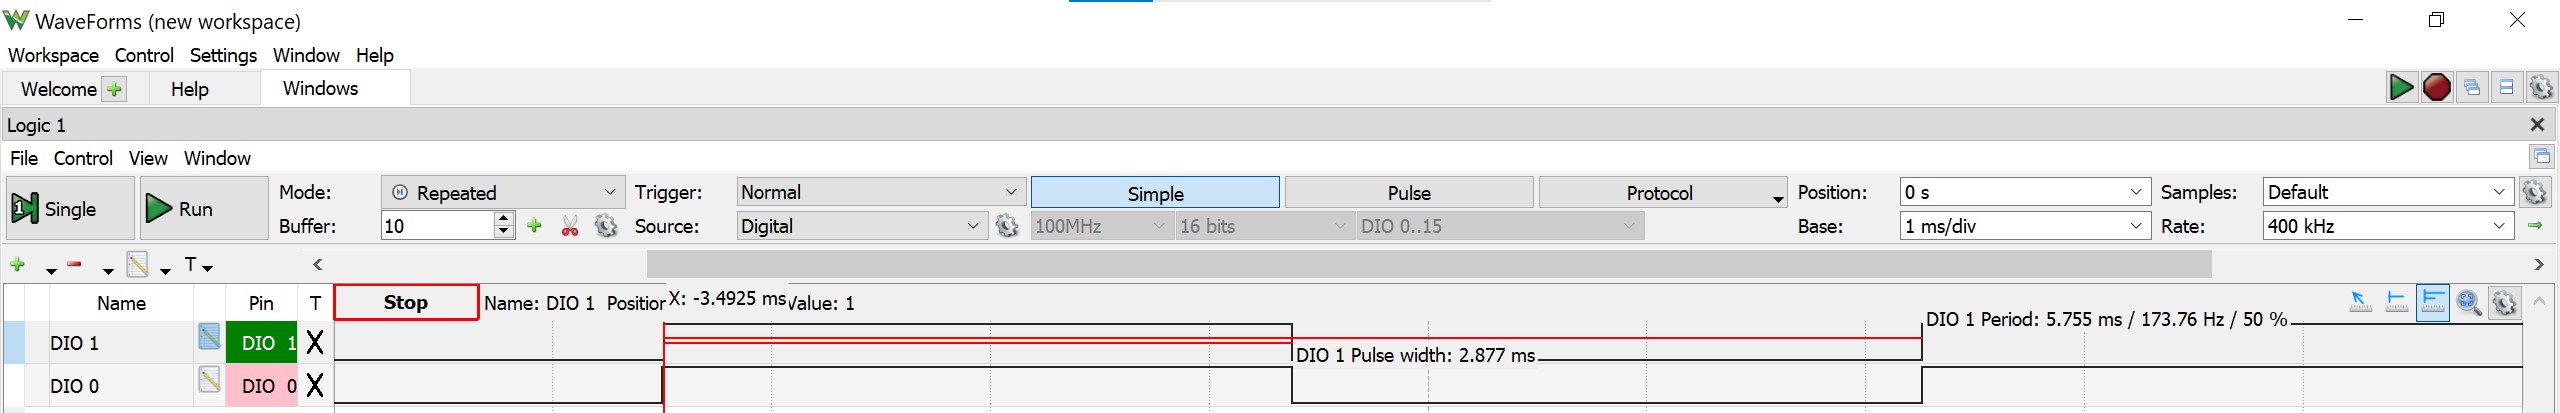 WaveForms (new workspace)
Workspace Control Settings Window Help
Welcome Help Windows
Logic 1
File Control View Window
Single Run Mode: Repeated Trigger: Normal Simple Pulse Protocol Position: 0 s Samples: Default
Buffer: 10 Source: Digital 100MHz 16 bits DIO 0..15 Base: 1 ms/div Rate: 400 kHz
T
Name Pin T Stop Name: DIO 1 Position X: -3.4925 ms Value: 1
DIO 1 Period: 5.755 ms / 173.76 Hz / 50 %
DIO 1 DIO 1 X
DIO 1 Pulse width: 2.877 ms
DIO 0 DIO 0 X